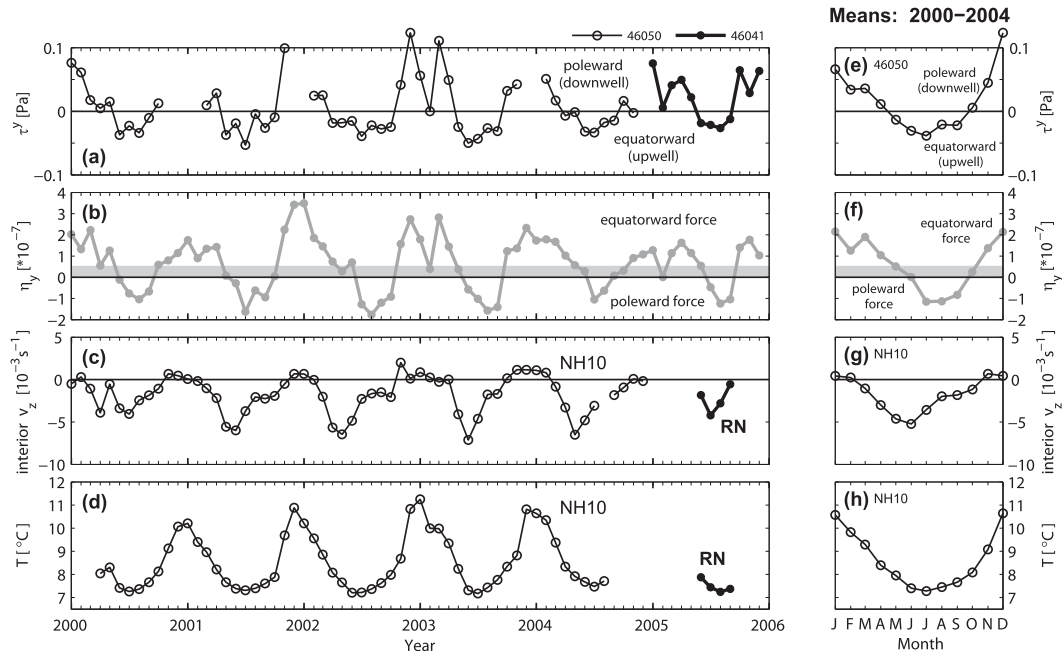 Means: 2000−2004
46050 46041
0.1
0
−0.1
τʸ [Pa]
poleward
(downwell)
equatorward
(upwell)
(a)
(e) 46050
poleward
(downwell)
equatorward
(upwell)
0.1
0
−0.1
τʸ [Pa]
4
3
2
1
0
−1
−2
η_y [*10⁻⁷]
(b)
equatorward force
poleward force
(f)
equatorward force
poleward
force
4
3
2
1
0
−1
−2
η_y [*10⁻⁷]
5
0
−5
−10
interior v_z [10⁻³s⁻¹]
(c)
NH10
RN
(g) NH10
5
0
−5
−10
interior v_z [10⁻³s⁻¹]
12
11
10
9
8
7
T [°C]
(d)
NH10
RN
(h) NH10
12
11
10
9
8
7
T [°C]
2000 2001 2002 2003 2004 2005 2006
Year
J F M A M J J A S O N D
Month